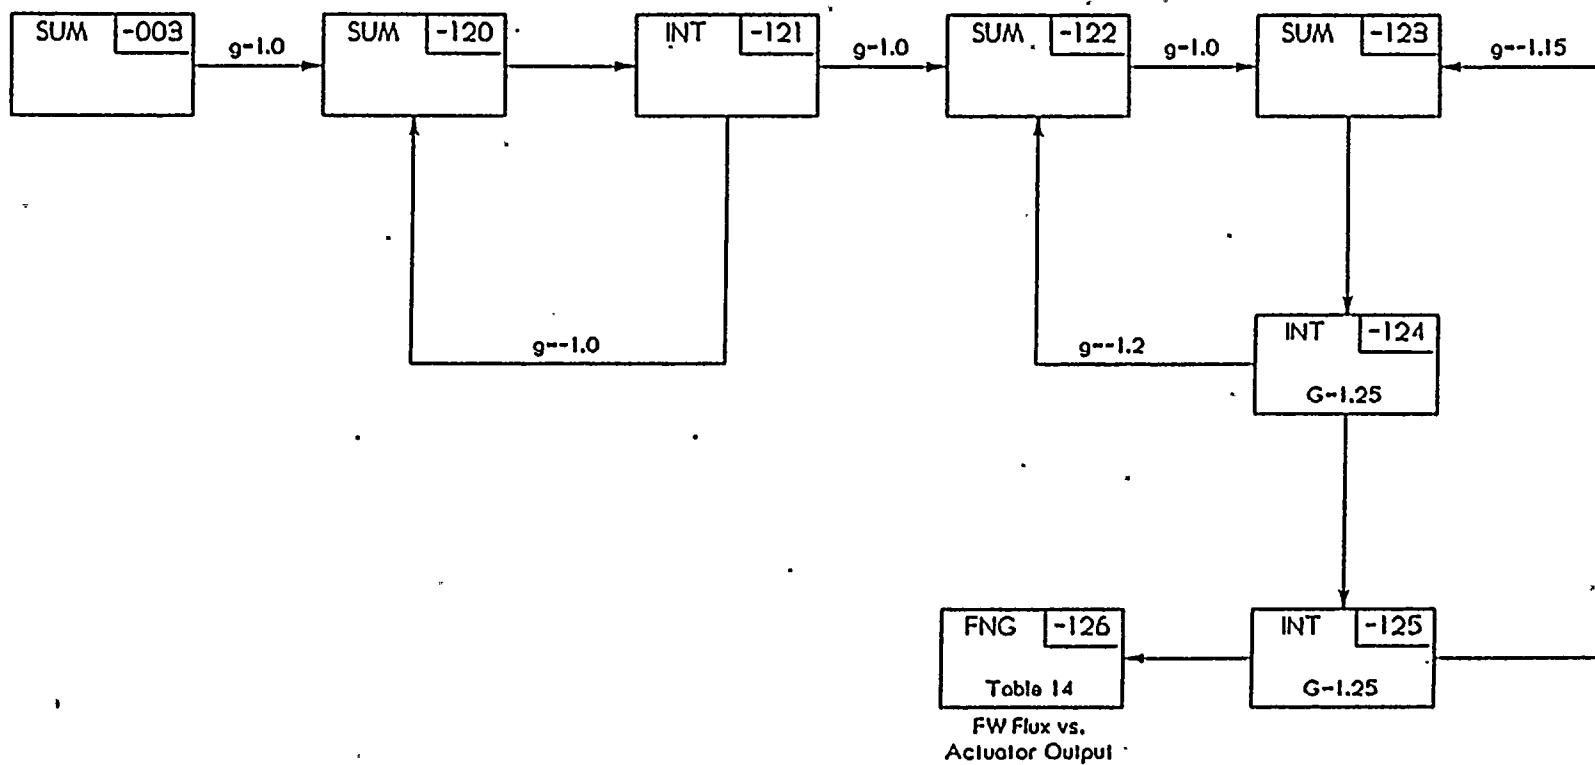 SUM -003
g=1.0
SUM -120
INT -121
g=1.0
SUM -122
g=1.0
SUM -123
g=-1.15
g=-1.0
g=-1.2
INT -124
G=1.25
FNG -126
Table 14
FW Flux vs.
Actuator Output
INT -125
G=1.25